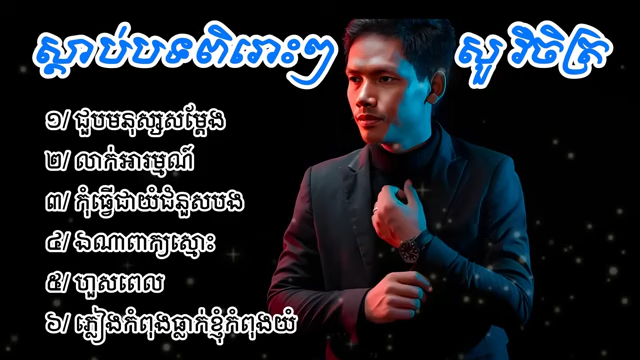 ស្ដាប់បទពិរោះៗ សួ វិចិត្រ
១/ ជួបមនុស្សសម្ដែង
២/ លាក់អារម្មណ៍
៣/ កុំធ្វើជាយំជំនួសបង
៤/ ឯណាពាក្យស្មោះ
៥/ ហួសពេល
៦/ ភ្លៀងកំពុងធ្លាក់ខ្ញុំកំពុងយំ